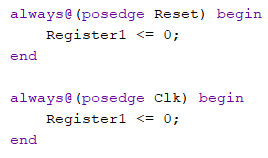 always@(posedge Reset) begin
    Register1 <= 0;
end

always@(posedge Clk) begin
    Register1 <= 0;
end